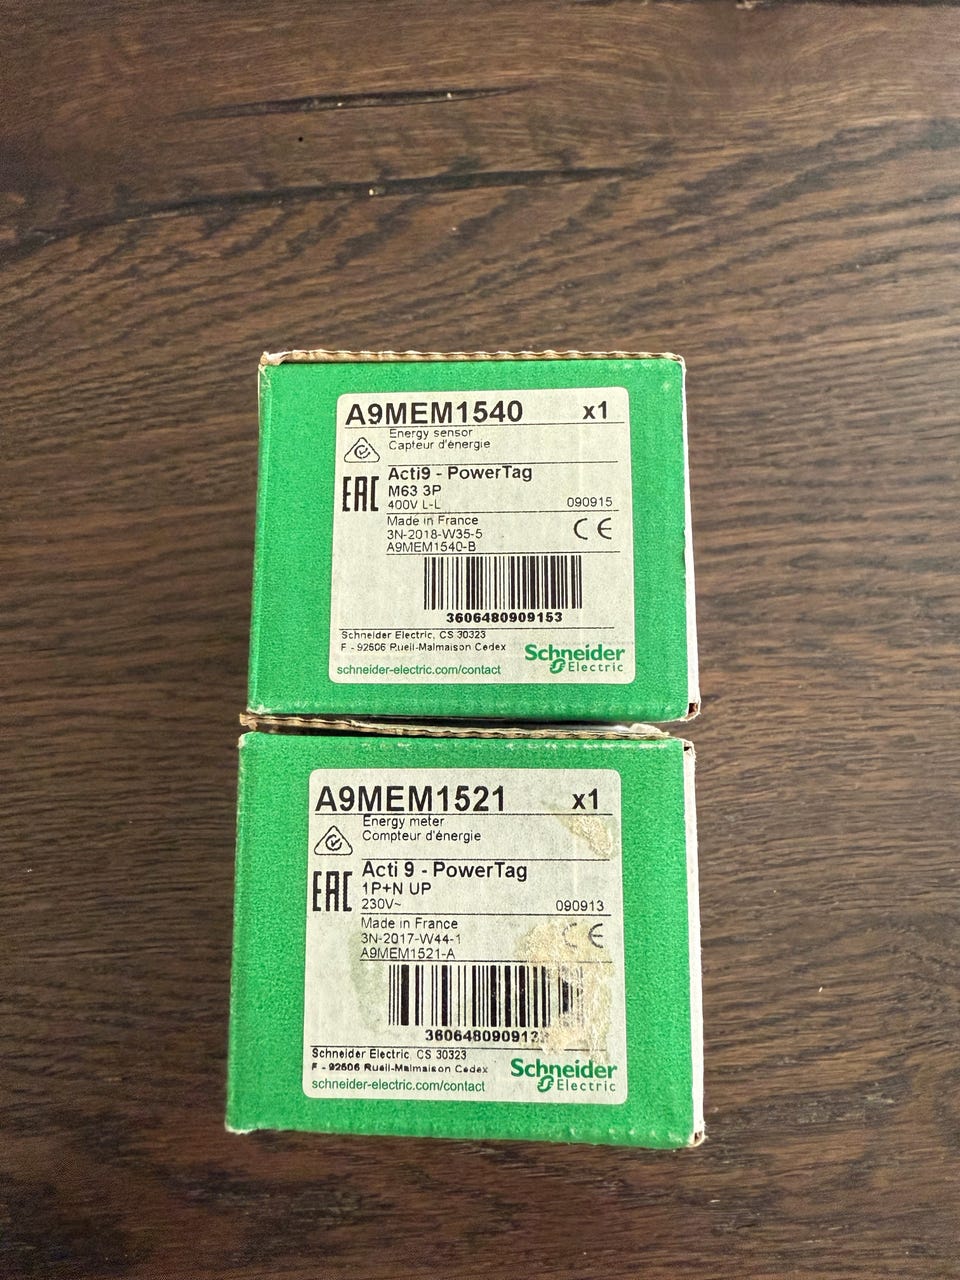 A9MEM1540 x1
Energy sensor
Capteur d'énergie
EAC
Acti9 - PowerTag
M63 3P
400V L-L 090915
Made in France
3N-2018-W35-5 CE
A9MEM1540-B
3606480909153
Schneider Electric, CS 30323
F - 92506 Rueil-Malmaison Cedex
schneider-electric.com/contact
Schneider
Electric
A9MEM1521 x1
Energy meter
Compteur d'énergie
EAC
Acti 9 - PowerTag
1P+N UP
230V~ 090913
Made in France
3N-2017-W44-1 CE
A9MEM1521-A
Schneider Electric, CS 30323
F - 92506 Rueil-Malmaison Cedex
schneider-electric.com/contact
Schneider
Electric